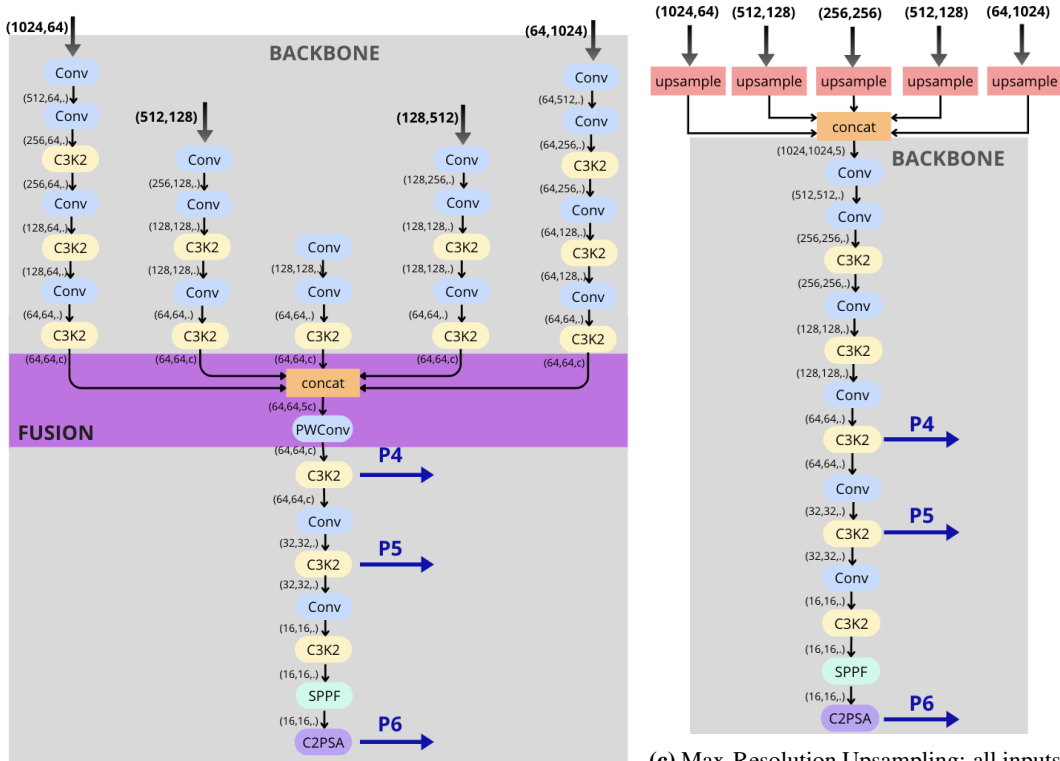 (1024,64)
BACKBONE
(64,1024)
Conv
(512,64,.)
Conv
(256,64,.)
C3K2
(256,64,.)
Conv
(128,64,.)
C3K2
(128,64,.)
Conv
(64,64,.)
C3K2
(64,64,c)
(512,128)
Conv
(256,128,.)
Conv
(128,128,.)
C3K2
(128,128,.)
Conv
(64,64,.)
C3K2
(64,64,c)
Conv
(128,128,.)
Conv
(64,64,.)
C3K2
(64,64,c)
(128,512)
Conv
(128,256,.)
Conv
(128,128,.)
C3K2
(128,128,.)
Conv
(64,64,.)
C3K2
(64,64,c)
Conv
(64,512,.)
Conv
(64,256,.)
C3K2
(64,256,.)
Conv
(64,128,.)
C3K2
(64,128,.)
Conv
(64,64,.)
C3K2
(64,64,c)
concat
(64,64,5c)
FUSION
PWConv
(64,64,c)
P4
C3K2
(64,64,c)
Conv
(32,32,.)
P5
C3K2
(32,32,.)
Conv
(16,16,.)
C3K2
(16,16,.)
SPPF
(16,16,.)
P6
C2PSA
(1024,64) (512,128) (256,256) (512,128) (64,1024)
upsample upsample upsample upsample upsample
concat
(1024,1024,5)
BACKBONE
Conv
(512,512,.)
Conv
(256,256,.)
C3K2
(256,256,.)
Conv
(128,128,.)
C3K2
(128,128,.)
Conv
(64,64,.)
P4
C3K2
(64,64,.)
Conv
(32,32,.)
P5
C3K2
(32,32,.)
Conv
(16,16,.)
C3K2
(16,16,.)
SPPF
(16,16,.)
P6
C2PSA
(c) Max-Resolution Upsampling: all inputs